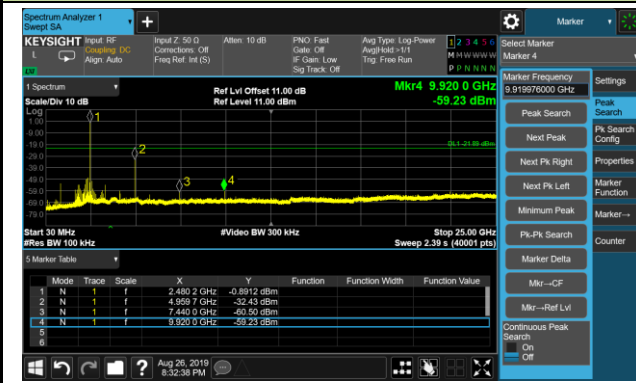 Spectrum Analyzer 1
Swept SA
+
Marker
KEYSIGHT
L
LV
Input: RF
Coupling: DC
Align: Auto
Input Z: 50 Ω
Corrections: Off
Freq Ref: Int (S)
Atten: 10 dB
PNO: Fast
Gate: Off
IF Gain: Low
Sig Track: Off
Avg Type: Log-Power
Avg|Hold:>1/1
Trig: Free Run
1 2 3 4 5 6
M W W W W W
P P N N N N
Select Marker
Marker 4
1 Spectrum
Scale/Div 10 dB
Log
Ref Lvl Offset 11.00 dB
Ref Level 11.00 dBm
Mkr4 9.920 0 GHz
-59.23 dBm
1.00
-9.00
-19.0
-29.0
-39.0
-49.0
-59.0
-69.0
-79.0
1
2
3
4
DL1 -21.89 dBm
Start 30 MHz
#Res BW 100 kHz
#Video BW 300 kHz
Stop 25.00 GHz
Sweep 2.39 s (40001 pts)
5 Marker Table
Mode Trace Scale X Y Function Function Width Function Value
1 N 1 f 2.480 2 GHz -0.8912 dBm
2 N 1 f 4.959 7 GHz -32.43 dBm
3 N 1 f 7.440 0 GHz -60.50 dBm
4 N 1 f 9.920 0 GHz -59.23 dBm
5
6
Marker Frequency
9.919976000 GHz
Peak Search
Next Peak
Next Pk Right
Next Pk Left
Minimum Peak
Pk-Pk Search
Marker Delta
Mkr→CF
Mkr→Ref Lvl
Continuous Peak
Search
On
Off
Settings
Peak
Search
Pk Search
Config
Properties
Marker
Function
Marker→
Counter
?
Aug 26, 2019
8:32:38 PM